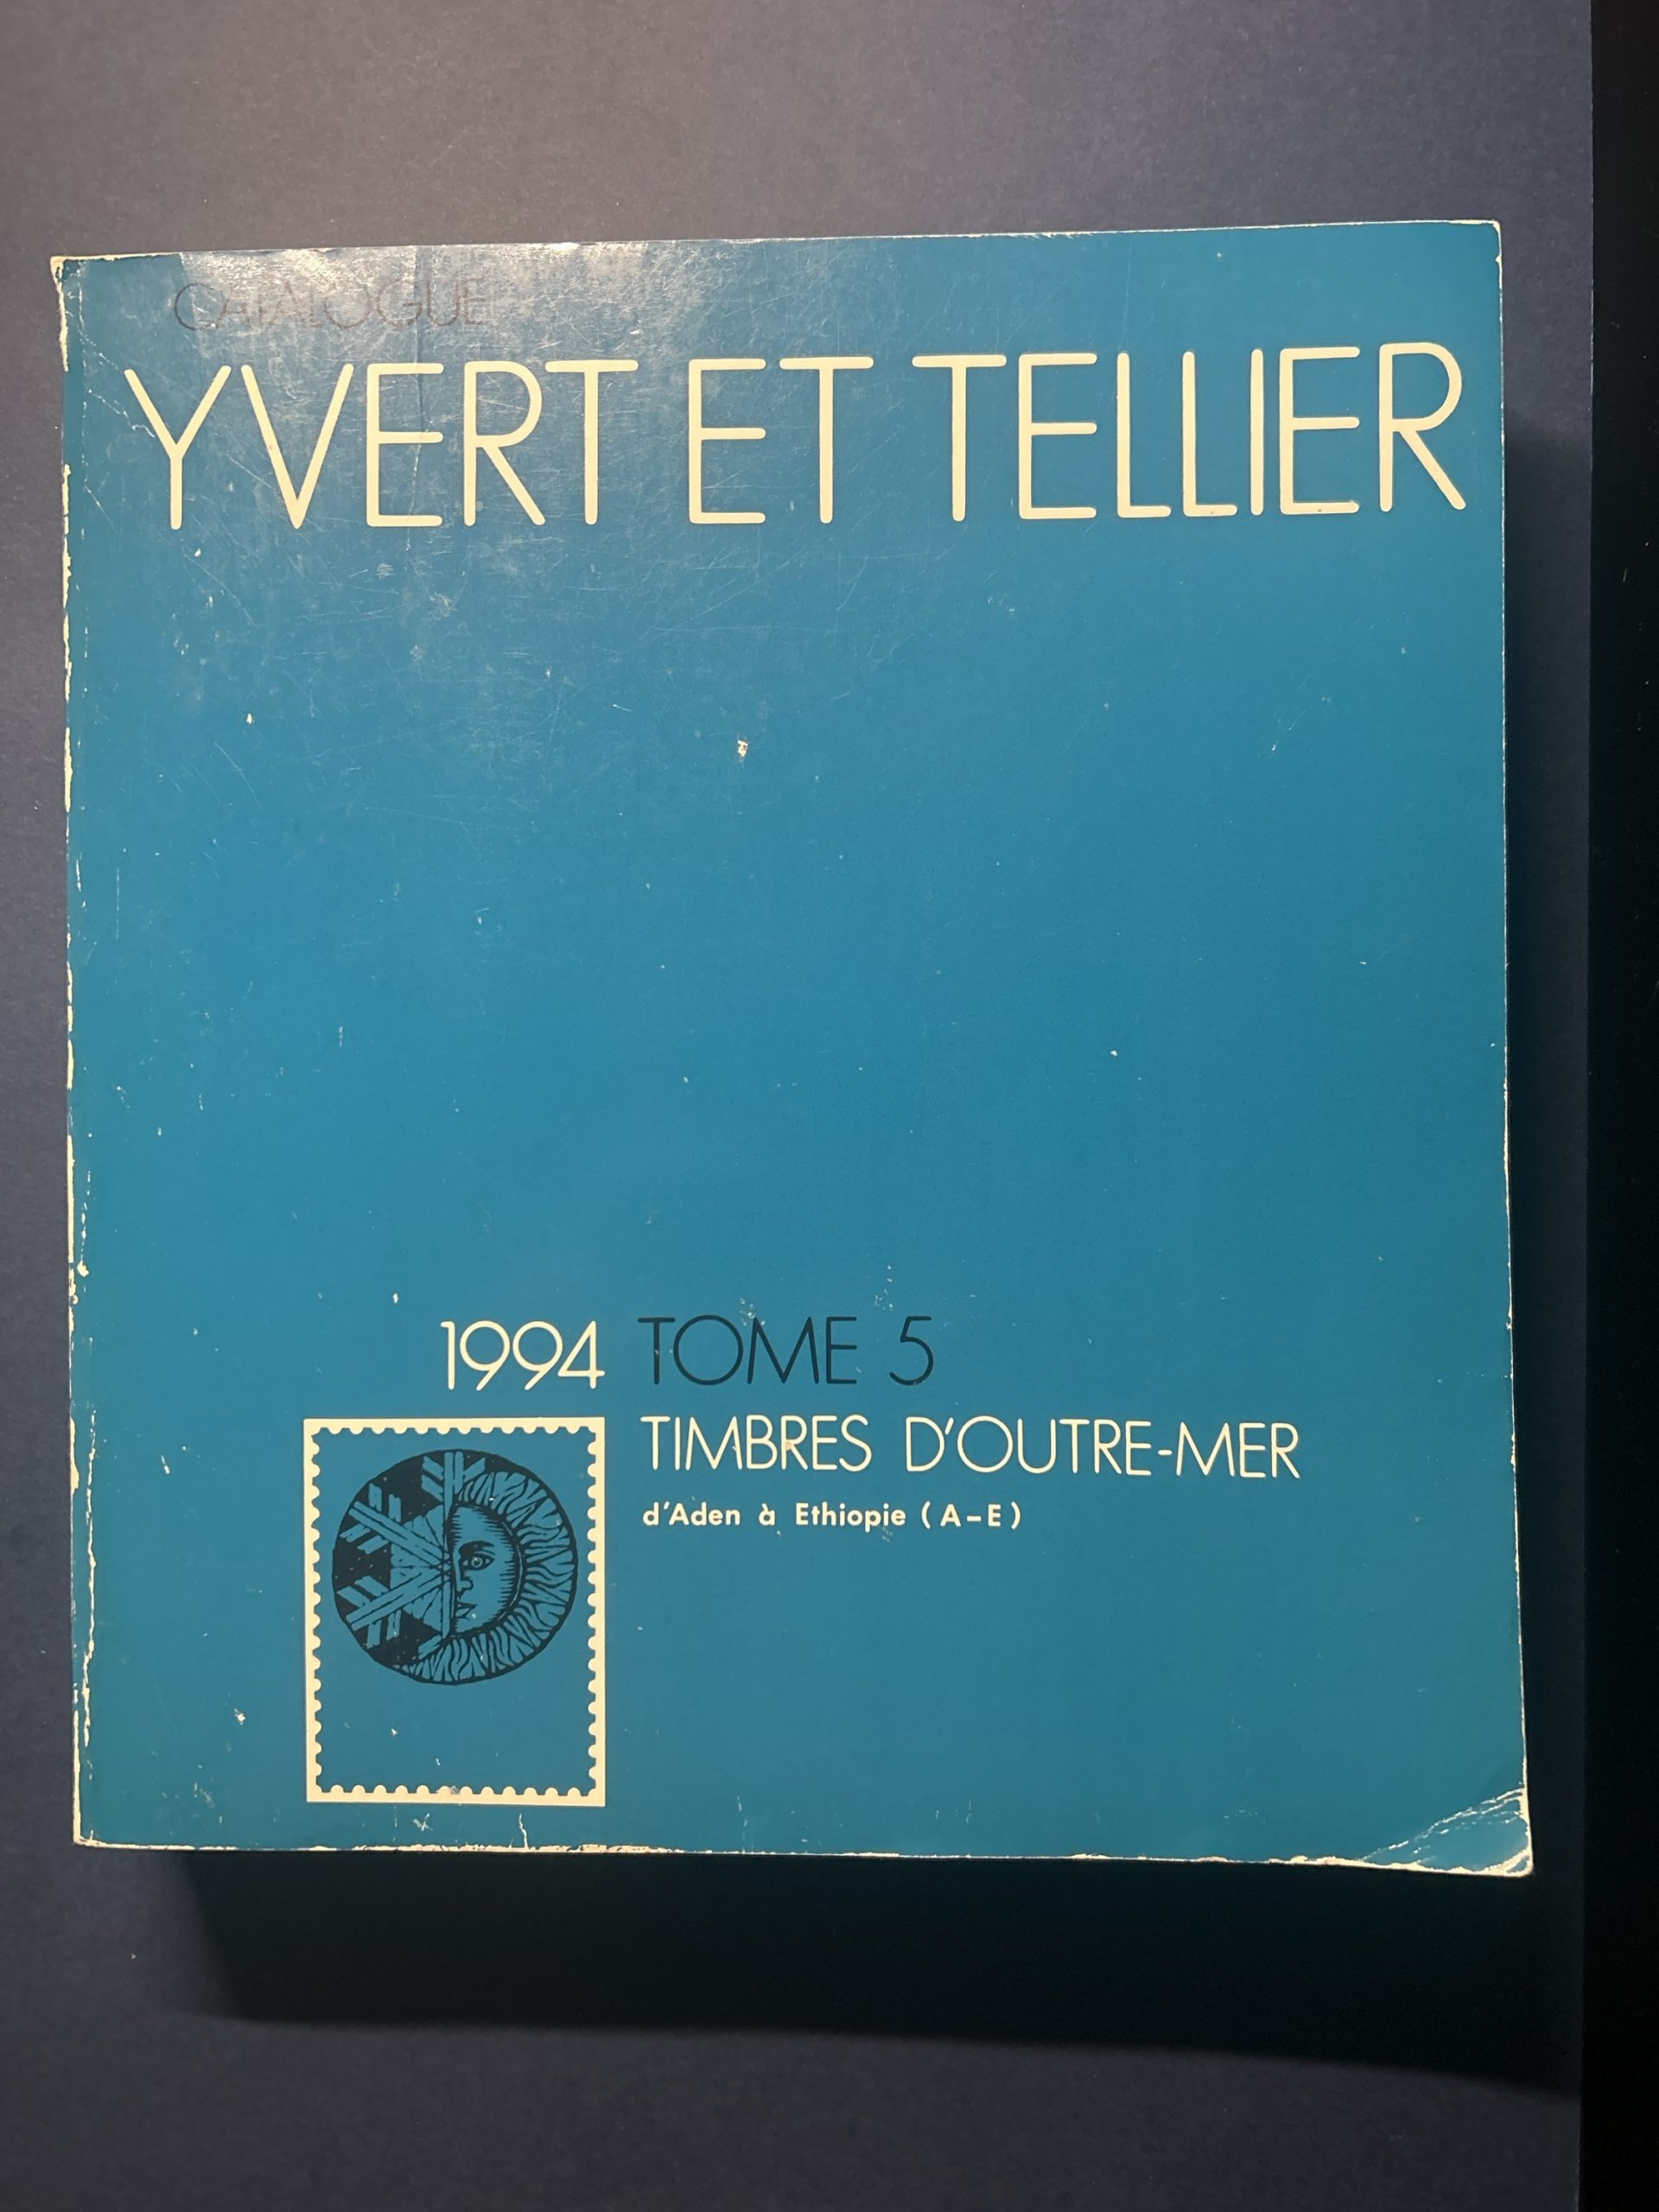 CATALOGUE
YVERT ET TELLIER
1994 TOME 5
TIMBRES D'OUTRE-MER
d'Aden à Ethiopie (A-E)